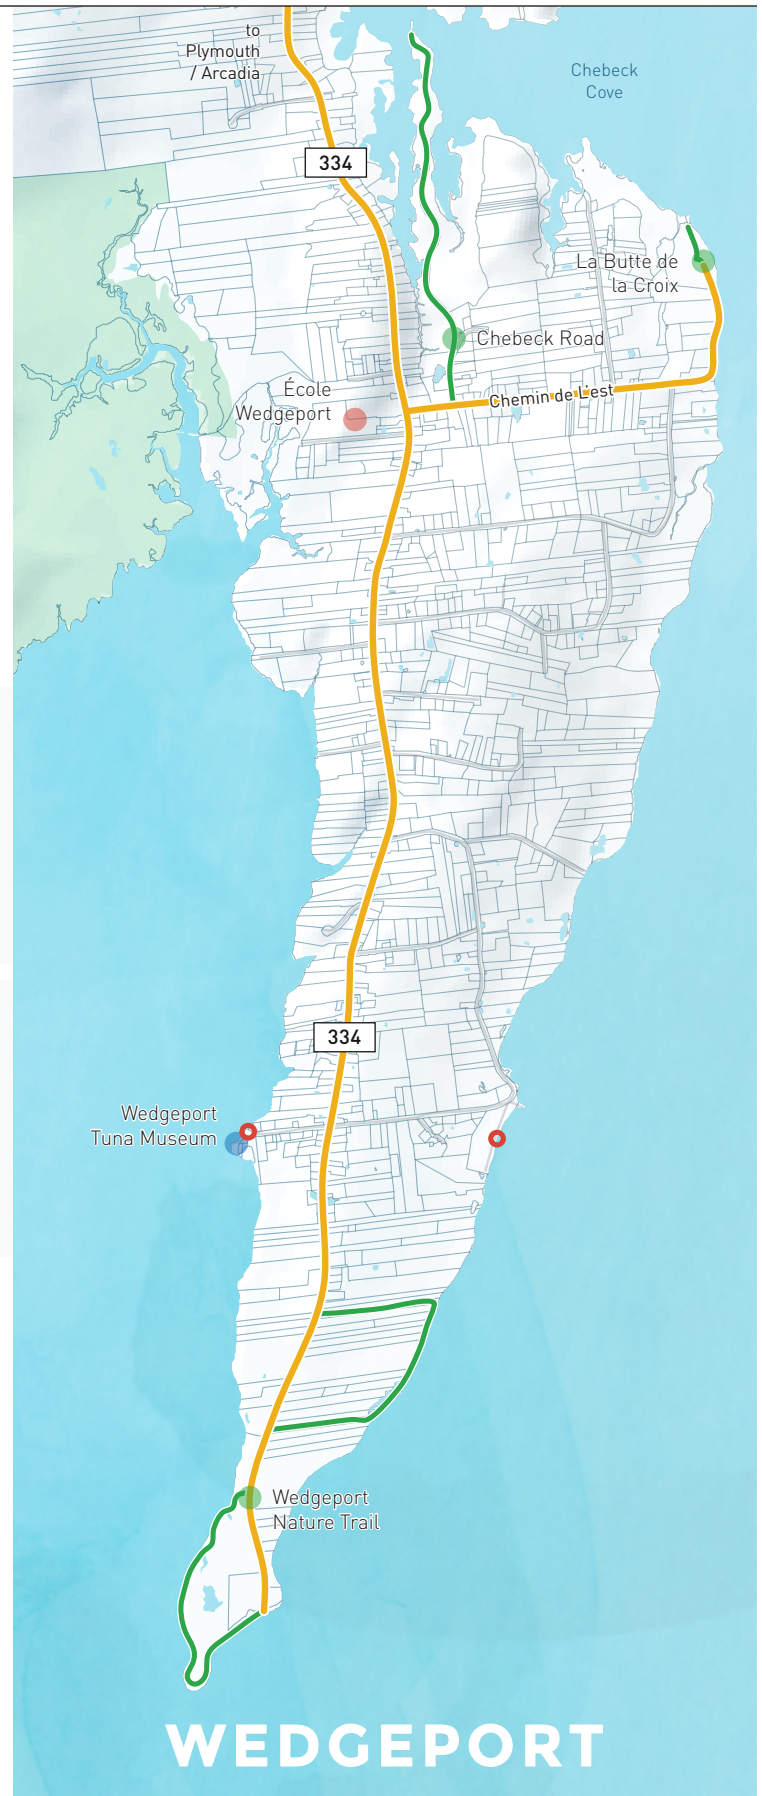 to
Plymouth
/ Arcadia
Chebeck
Cove
334
La Butte de
la Croix
Chebeck Road
École
Wedgeport
Chemin de L'est
334
Wedgeport
Tuna Museum
Wedgeport
Nature Trail
WEDGEPORT